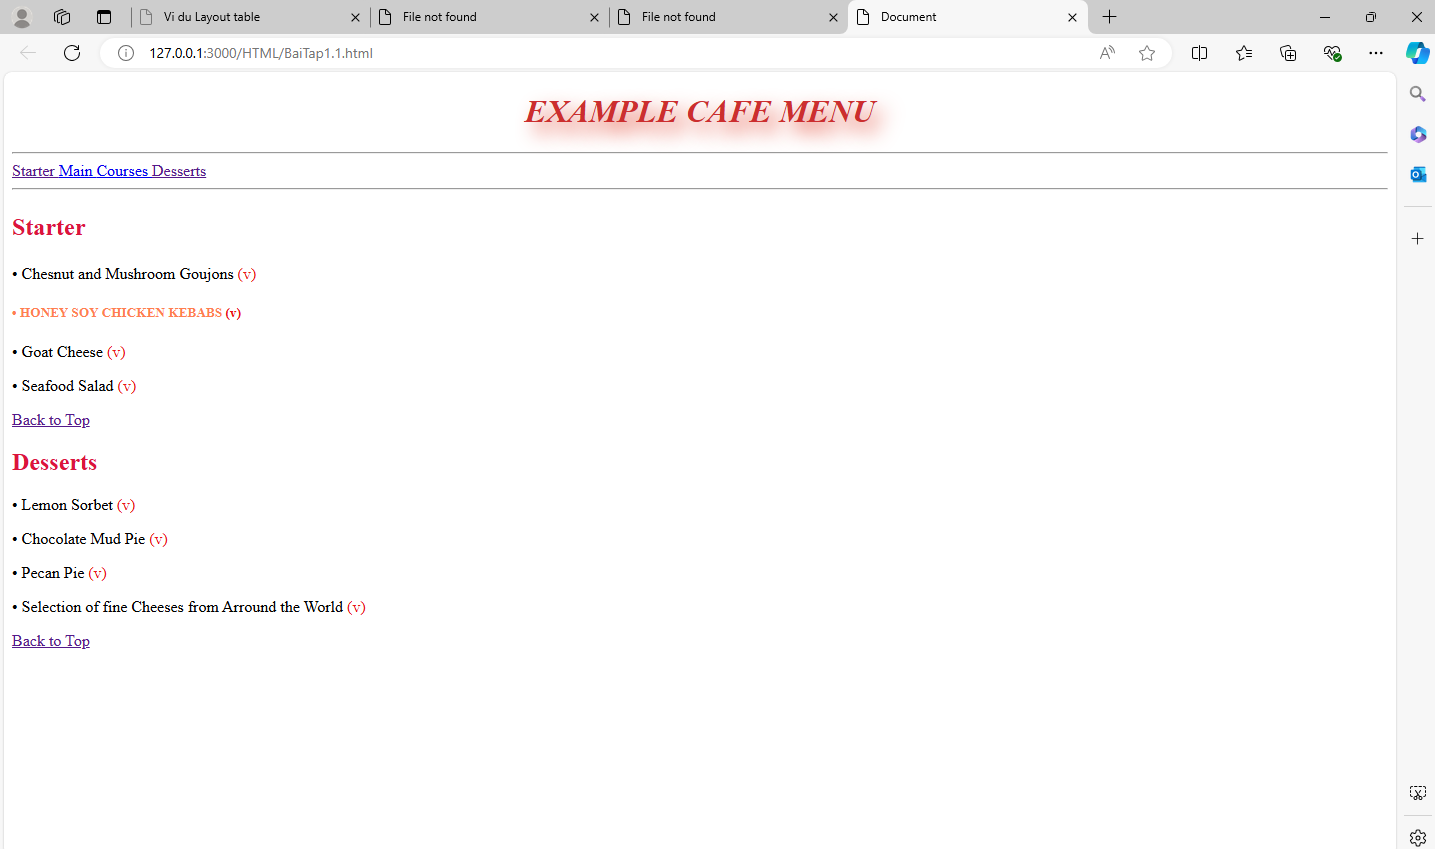 Vi du Layout table
File not found
File not found
Document
127.0.0.1:3000/HTML/BaiTap1.1.html
EXAMPLE CAFE MENU
Starter Main Courses Desserts
Starter
• Chesnut and Mushroom Goujons (v)
• HONEY SOY CHICKEN KEBABS (v)
• Goat Cheese (v)
• Seafood Salad (v)
Back to Top
Desserts
• Lemon Sorbet (v)
• Chocolate Mud Pie (v)
• Pecan Pie (v)
• Selection of fine Cheeses from Arround the World (v)
Back to Top